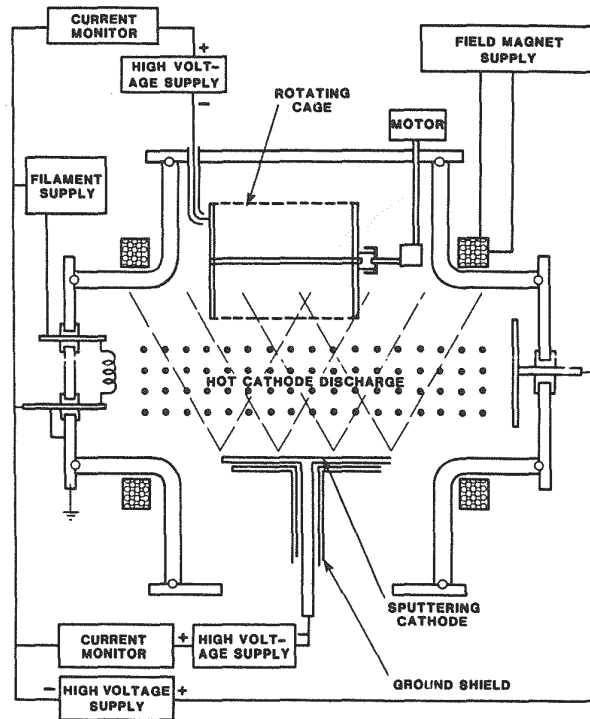 CURRENT
MONITOR
+
HIGH VOLT-
AGE SUPPLY
−
FIELD MAGNET
SUPPLY
ROTATING
CAGE
MOTOR
FILAMENT
SUPPLY
HOT CATHODE DISCHARGE
SPUTTERING
CATHODE
CURRENT
MONITOR
+
HIGH VOLT-
AGE SUPPLY
−
GROUND SHIELD
−
HIGH VOLTAGE
SUPPLY
+